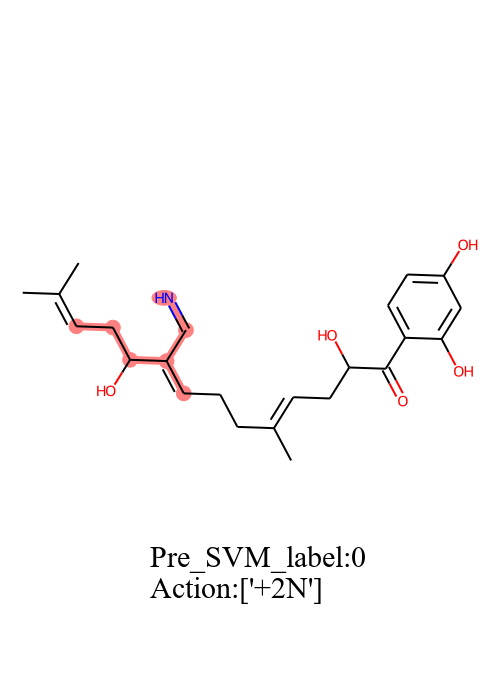 OH
HN
HO
HO
OH
O
Pre_SVM_label:0
Action:['+2N']